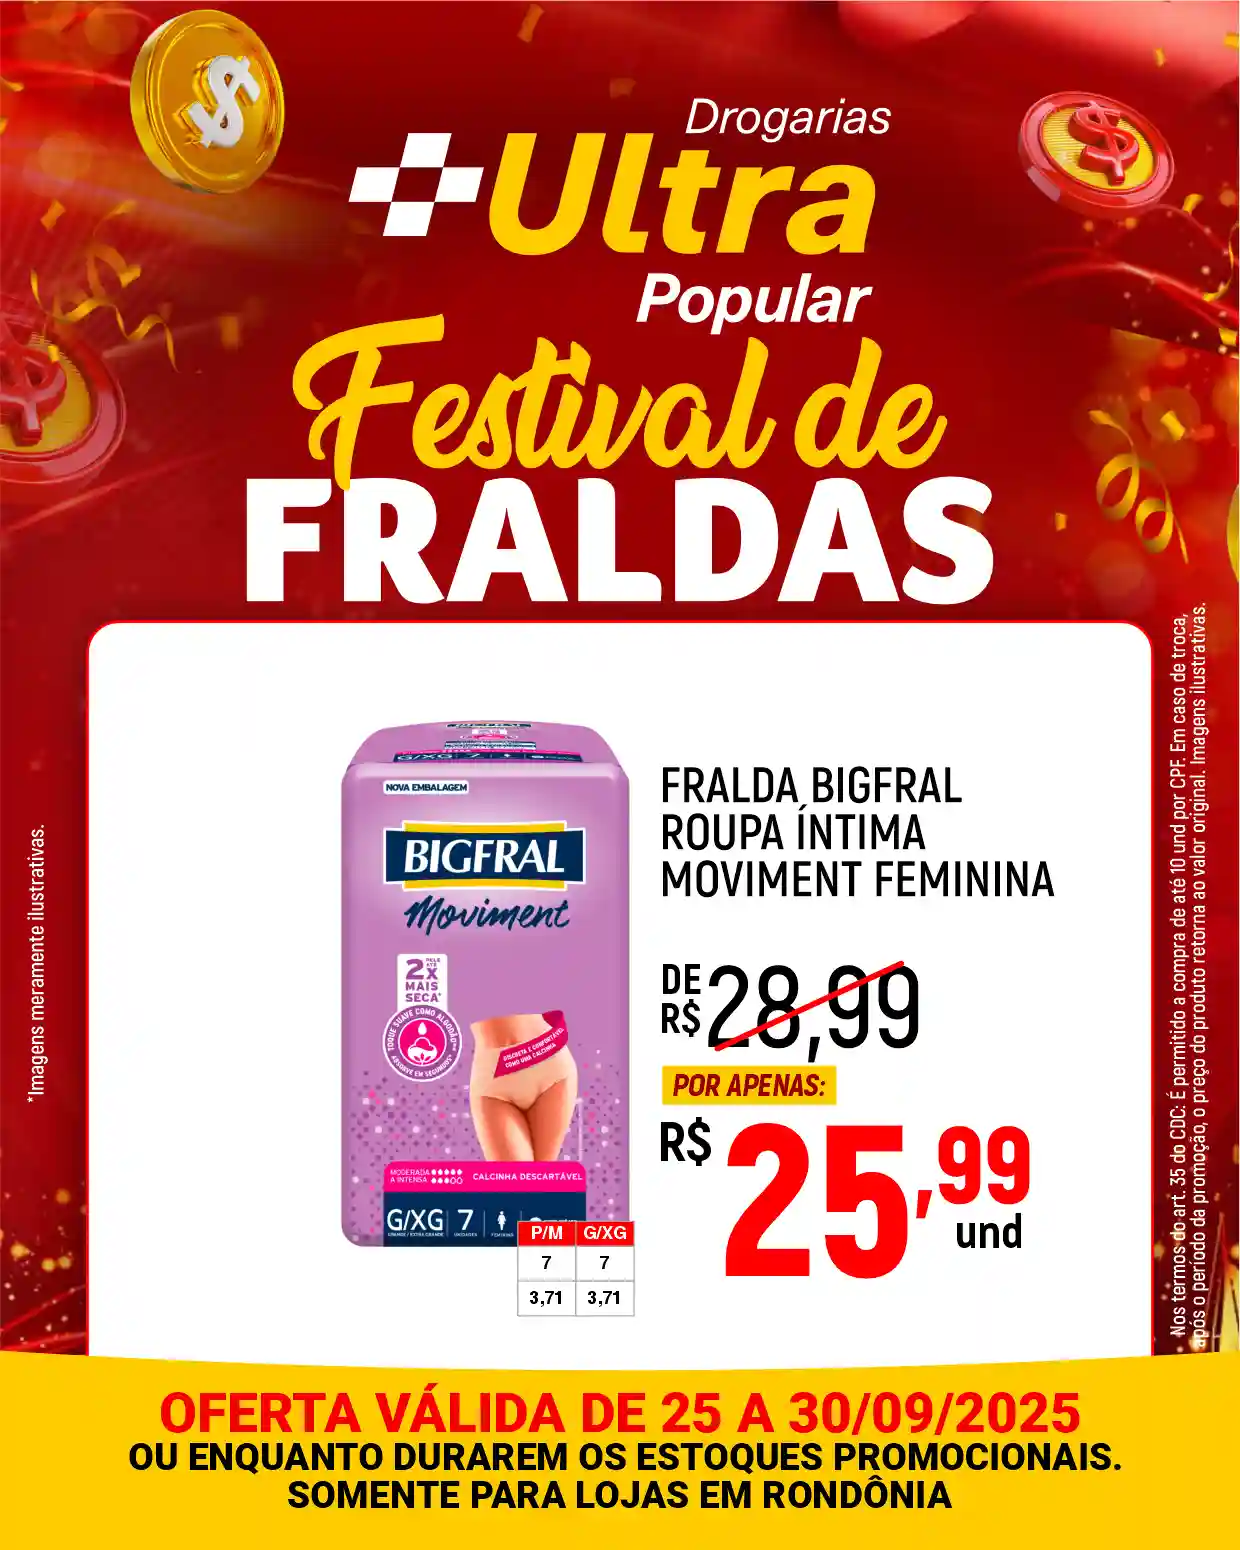 Drogarias
Ultra
Popular
Festival de
FRALDAS
G/XG 7
NOVA EMBALAGEM
BIGFRAL
Moviment
2X
PELE
ATÉ
MAIS
SECA*
TOQUE SUAVE COMO ALGODÃO**
ABSORVE EM SEGUNDOS
DISCRETA E CONFORTÁVEL
COMO UMA CALCINHA
MODERADA
A INTENSA
CALCINHA DESCARTÁVEL
G/XG 7
GRANDE / EXTRA GRANDE UNIDADES FEMININO
P/M G/XG
7 7
3,71 3,71
FRALDA BIGFRAL
ROUPA ÍNTIMA
MOVIMENT FEMININA
DE
R$ 28,99
POR APENAS:
R$ 25,99
und
*Imagens meramente ilustrativas.
Nos termos do art. 35 do CDC: É permitido a compra de até 10 und por CPF. Em caso de troca,
após o período da promoção, o preço do produto retorna ao valor original. Imagens ilustrativas.
OFERTA VÁLIDA DE 25 A 30/09/2025
OU ENQUANTO DURAREM OS ESTOQUES PROMOCIONAIS.
SOMENTE PARA LOJAS EM RONDÔNIA